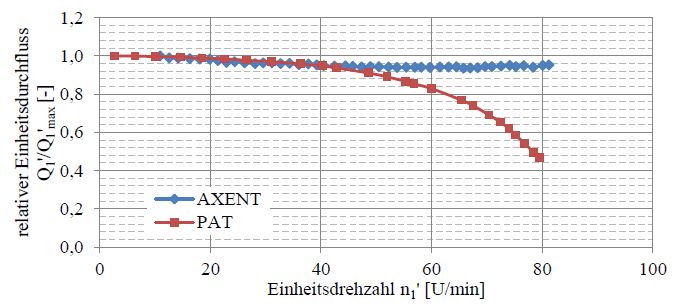 relativer Einheitsdurchfluss
Q₁'/Q₁'max [-]
1,2
1,0
0,8
0,6
0,4
0,2
0,0
AXENT
PAT
0 20 40 60 80 100
Einheitsdrehzahl n₁' [U/min]